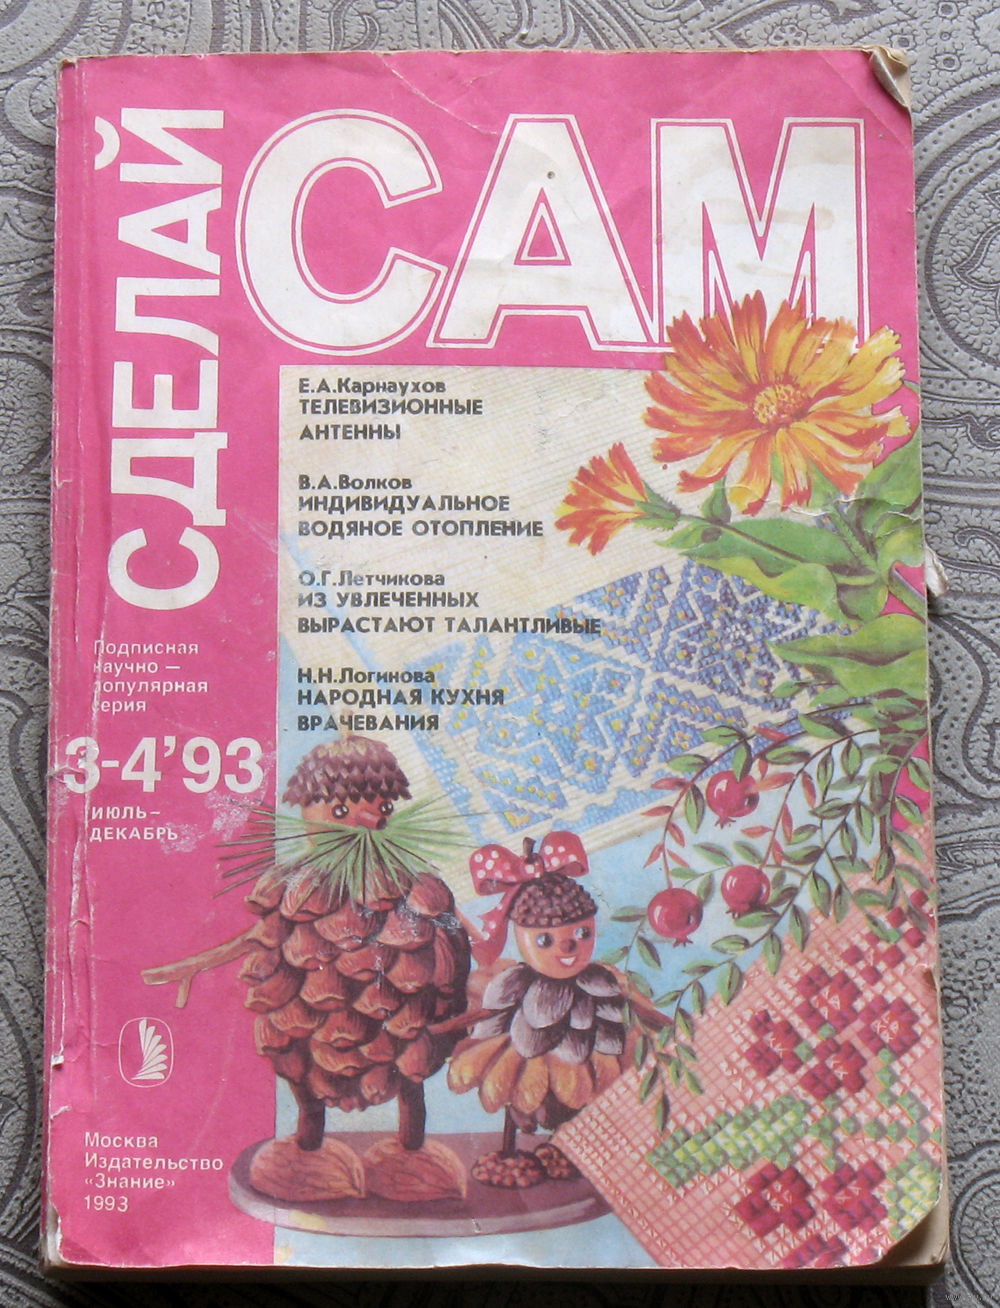 СДЕЛАЙ
САМ
Е.А.Карнаухов
ТЕЛЕВИЗИОННЫЕ
АНТЕННЫ
В.А.Волков
ИНДИВИДУАЛЬНОЕ
ВОДЯНОЕ ОТОПЛЕНИЕ
О.Г.Летчикова
ИЗ УВЛЕЧЕННЫХ
ВЫРАСТАЮТ ТАЛАНТЛИВЫЕ
Н.Н.Логинова
НАРОДНАЯ КУХНЯ
ВРАЧЕВАНИЯ
Подписная
научно —
популярная
серия
3-4'93
ИЮЛЬ–
ДЕКАБРЬ
Москва
Издательство
«Знание»
1993